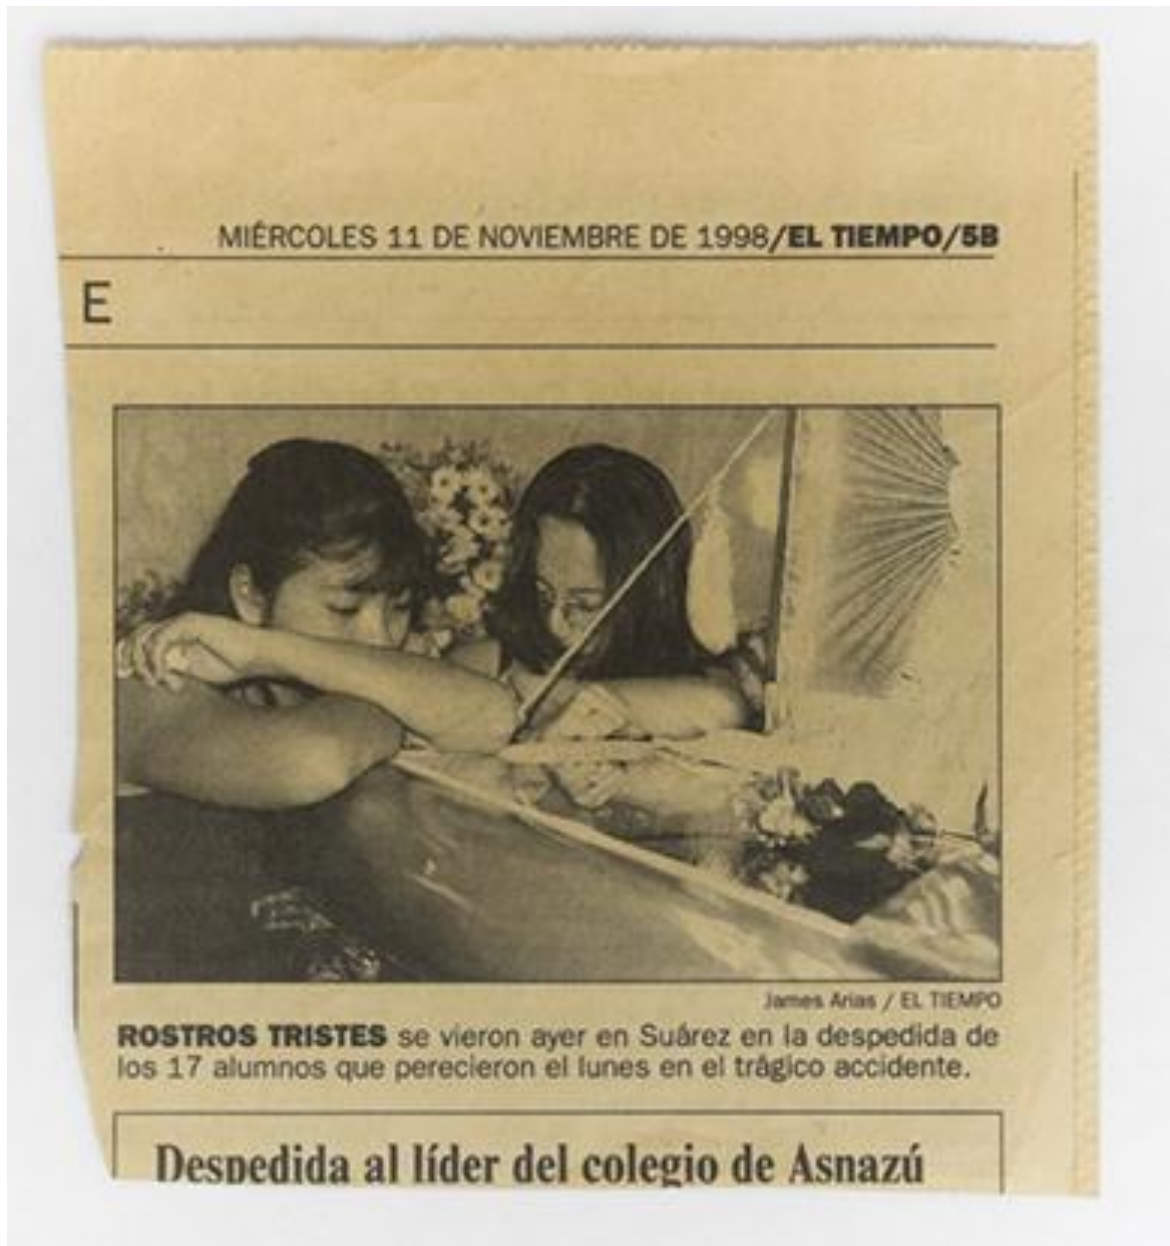 MIÉRCOLES 11 DE NOVIEMBRE DE 1998/EL TIEMPO/5B
E
James Arias / EL TIEMPO
ROSTROS TRISTES se vieron ayer en Suárez en la despedida de
los 17 alumnos que perecieron el lunes en el trágico accidente.
Despedida al líder del colegio de Asnazú